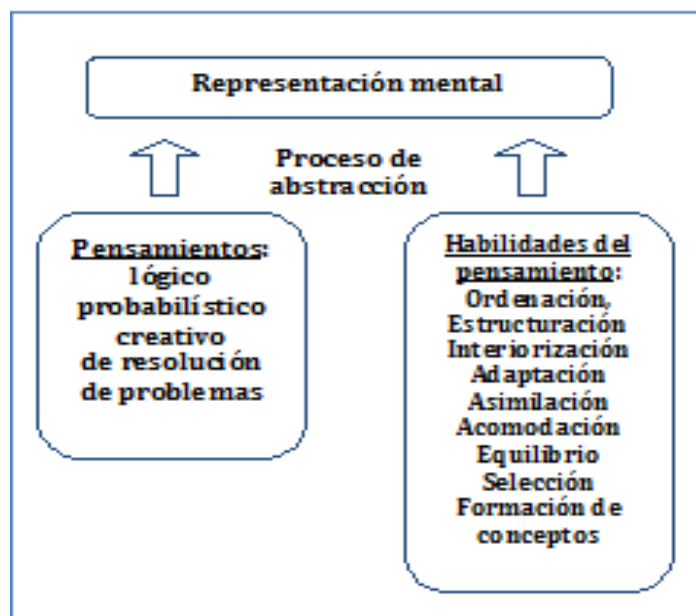 Representación mental
Proceso de
abstracción
Pensamientos:
lógico
probabilístico
creativo
de resolución
de problemas
Habilidades del
pensamiento:
Ordenación,
Estructuración
Interiorización
Adaptación
Asimilación
Acomodación
Equilibrio
Selección
Formación de
conceptos